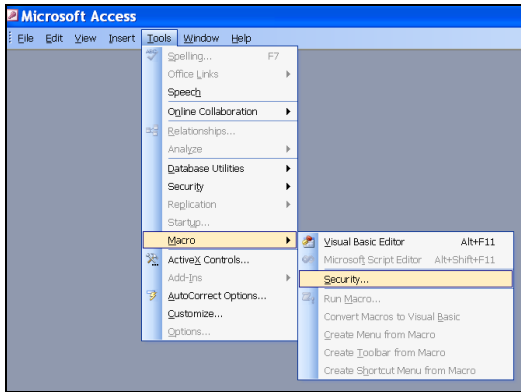 Microsoft Access
File Edit View Insert Tools Window Help
Spelling... F7
Office Links
Speech
Online Collaboration
Relationships...
Analyze
Database Utilities
Security
Replication
Startup...
Macro
ActiveX Controls...
Add-Ins
AutoCorrect Options...
Customize...
Options...
Visual Basic Editor Alt+F11
Microsoft Script Editor Alt+Shift+F11
Security...
Run Macro...
Convert Macros to Visual Basic
Create Menu from Macro
Create Toolbar from Macro
Create Shortcut Menu from Macro